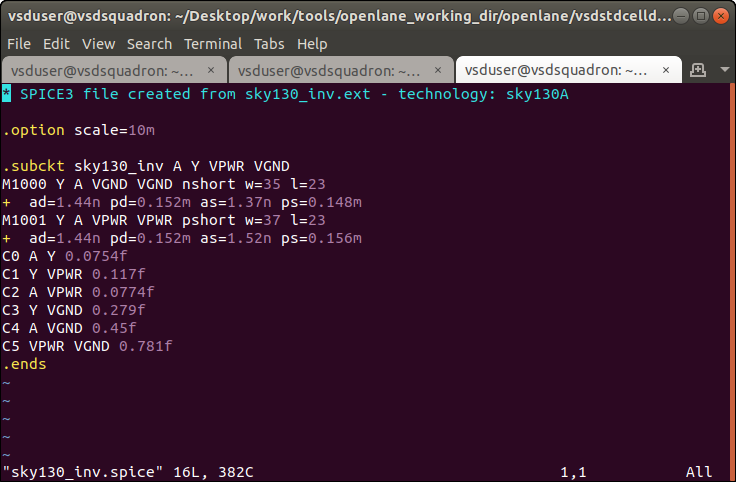 vsduser@vsdsquadron: ~/Desktop/work/tools/openlane_working_dir/openlane/vsdstdcelld...
File Edit View Search Terminal Tabs Help
vsduser@vsdsquadron: ~... × vsduser@vsdsquadron: ~... × vsduser@vsdsquadron: ~... ×
* SPICE3 file created from sky130_inv.ext - technology: sky130A
.option scale=10m
.subckt sky130_inv A Y VPWR VGND
M1000 Y A VGND VGND nshort w=35 l=23
+  ad=1.44n pd=0.152m as=1.37n ps=0.148m
M1001 Y A VPWR VPWR pshort w=37 l=23
+  ad=1.44n pd=0.152m as=1.52n ps=0.156m
C0 A Y 0.0754f
C1 Y VPWR 0.117f
C2 A VPWR 0.0774f
C3 Y VGND 0.279f
C4 A VGND 0.45f
C5 VPWR VGND 0.781f
.ends
~
~
~
~
~
"sky130_inv.spice" 16L, 382C 1,1 All